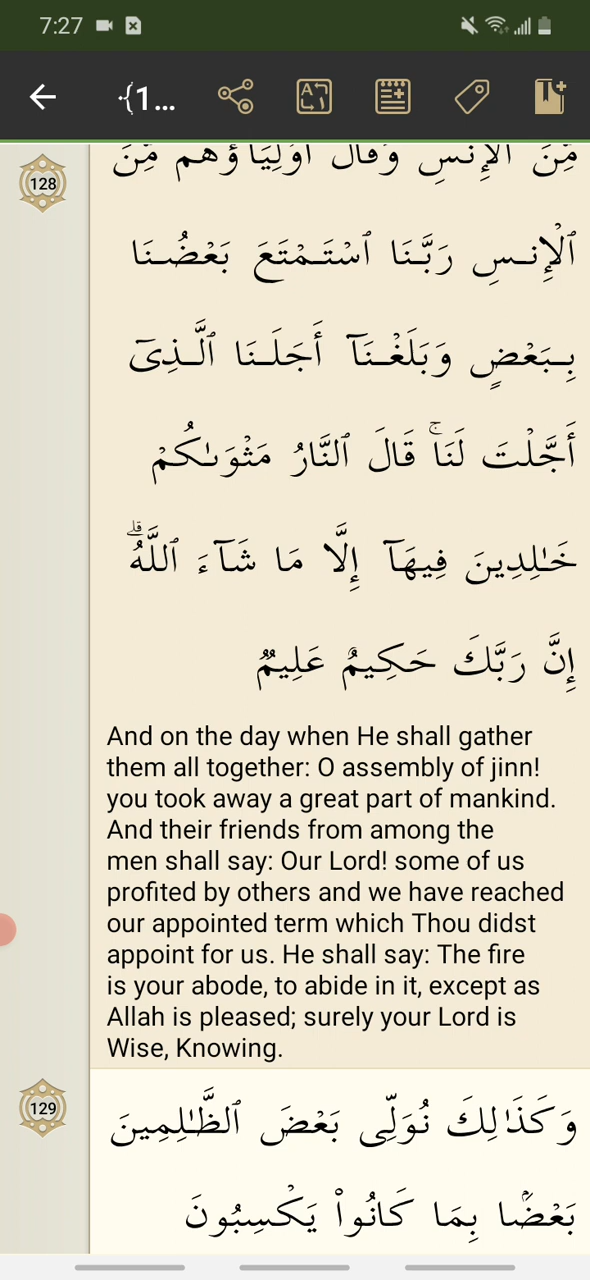 7:27
{1...
128
مِّنَ ٱلْإِنسِ وَقَالَ أَوْلِيَآؤُهُم مِّنَ
ٱلْإِنسِ رَبَّنَا ٱسْتَمْتَعَ بَعْضُنَا
بِبَعْضٍ وَبَلَغْنَآ أَجَلَنَا ٱلَّذِىٓ
أَجَّلْتَ لَنَا ۚ قَالَ ٱلنَّارُ مَثْوَىٰكُمْ
خَـٰلِدِينَ فِيهَآ إِلَّا مَا شَآءَ ٱللَّهُ ۗ
إِنَّ رَبَّكَ حَكِيمٌ عَلِيمٌ
And on the day when He shall gather
them all together: O assembly of jinn!
you took away a great part of mankind.
And their friends from among the
men shall say: Our Lord! some of us
profited by others and we have reached
our appointed term which Thou didst
appoint for us. He shall say: The fire
is your abode, to abide in it, except as
Allah is pleased; surely your Lord is
Wise, Knowing.
129
وَكَذَٰلِكَ نُوَلِّى بَعْضَ ٱلظَّـٰلِمِينَ
بَعْضًۢا بِمَا كَانُوا۟ يَكْسِبُونَ